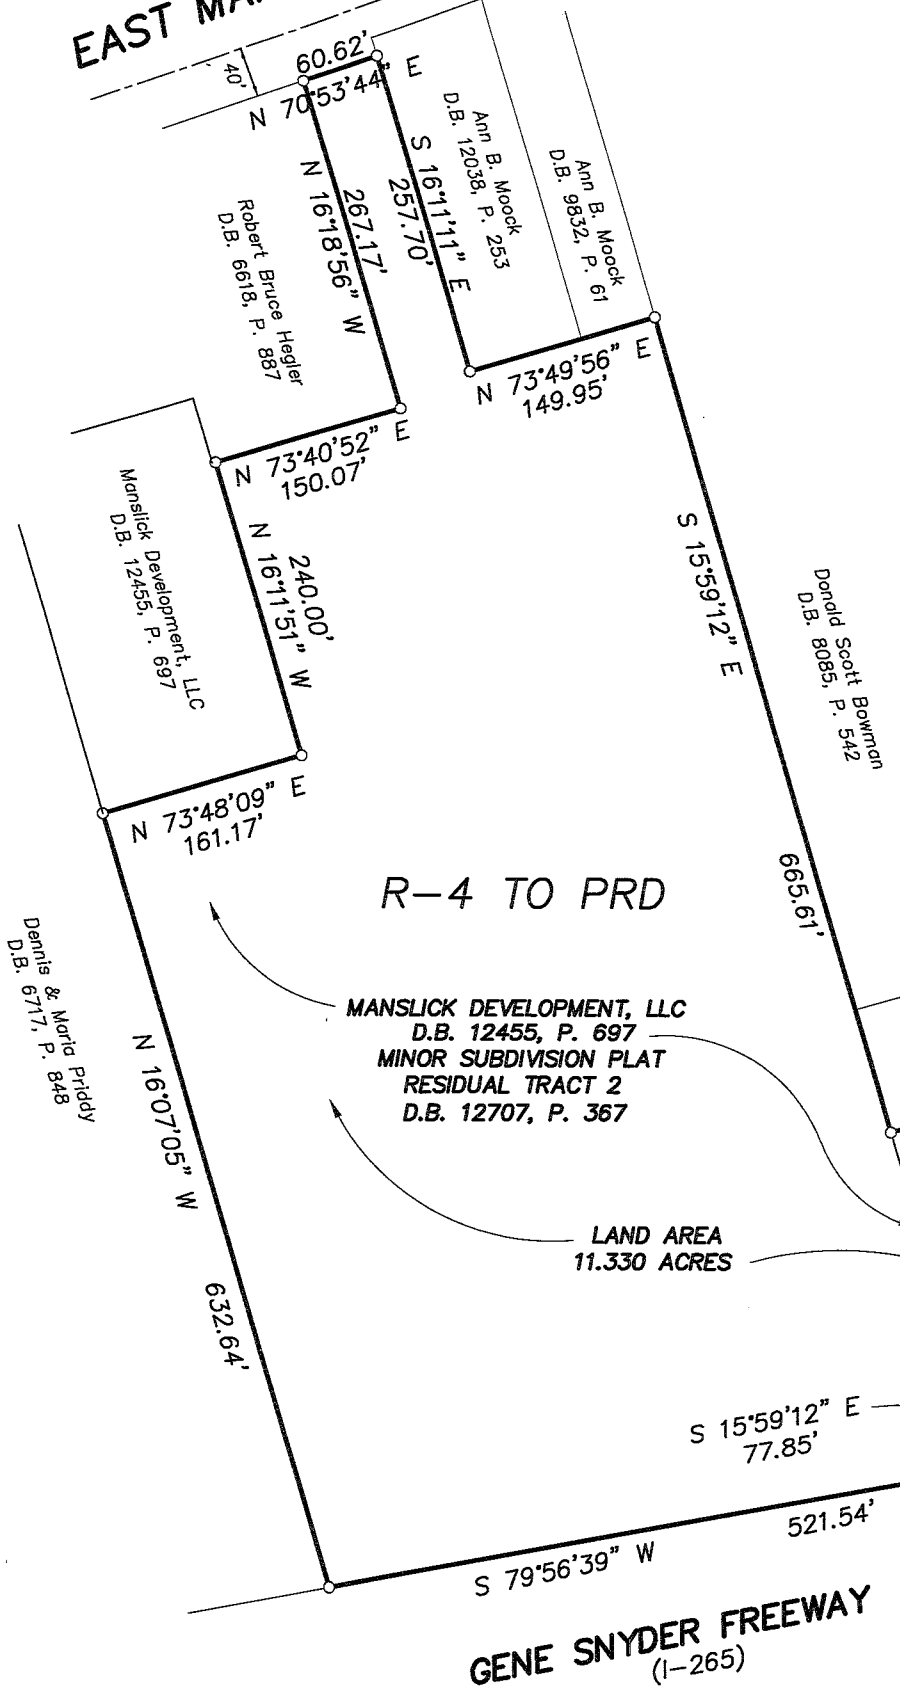 EAST MA
40'
60.62'
N 70°53'44" E
N 16°18'56" W
267.17'
S 16°11'11" E
257.70'
Ann B. Moock
D.B. 12038, P. 253
Ann B. Moock
D.B. 9832, P. 61
Robert Bruce Hegler
D.B. 6618, P. 887
N 73°49'56" E
149.95'
N 73°40'52" E
150.07'
Manslick Development, LLC
D.B. 12455, P. 697
240.00'
N 16°11'51" W
S 15°59'12" E
665.61'
Donald Scott Bowman
D.B. 8085, P. 542
N 73°48'09" E
161.17'
R-4 TO PRD
Dennis & Maria Priddy
D.B. 6717, P. 848
MANSLICK DEVELOPMENT, LLC
D.B. 12455, P. 697
MINOR SUBDIVISION PLAT
RESIDUAL TRACT 2
D.B. 12707, P. 367
N 16°07'05" W
632.64'
LAND AREA
11.330 ACRES
S 15°59'12" E
77.85'
S 79°56'39" W
521.54'
GENE SNYDER FREEWAY
(I-265)